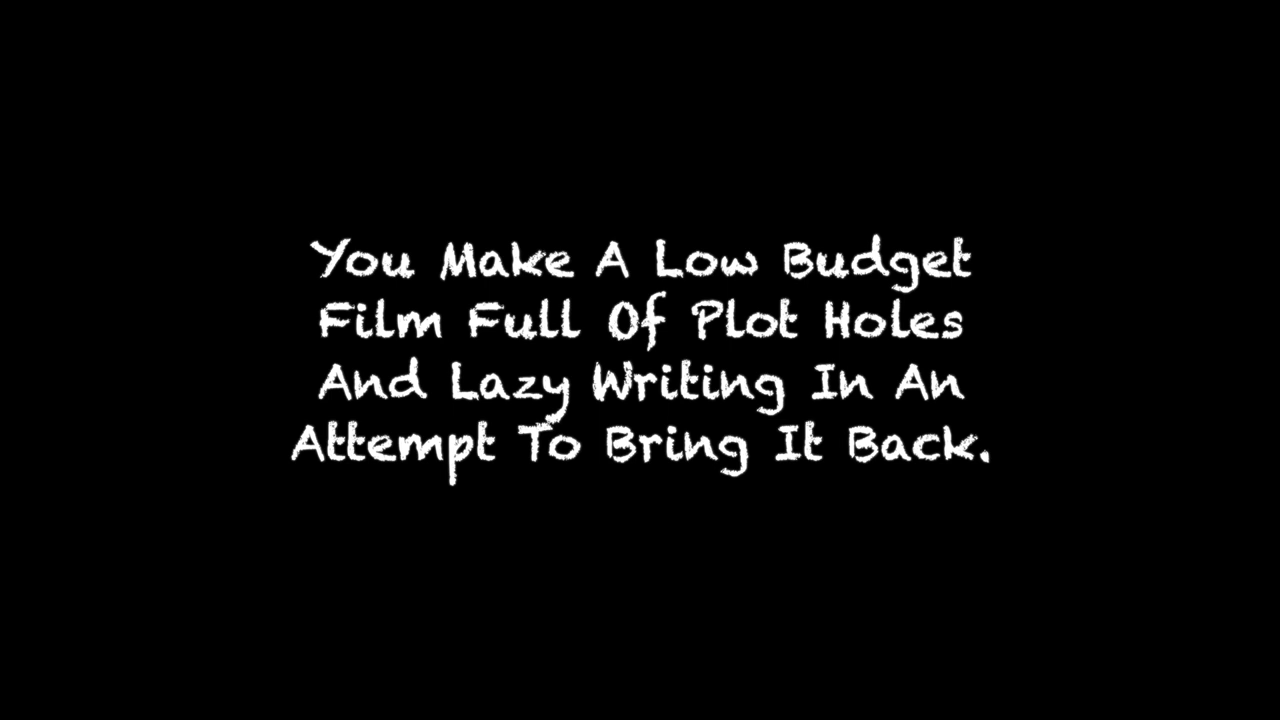 You Make A Low Budget
Film Full Of Plot Holes
And Lazy Writing In An
Attempt To Bring It Back.